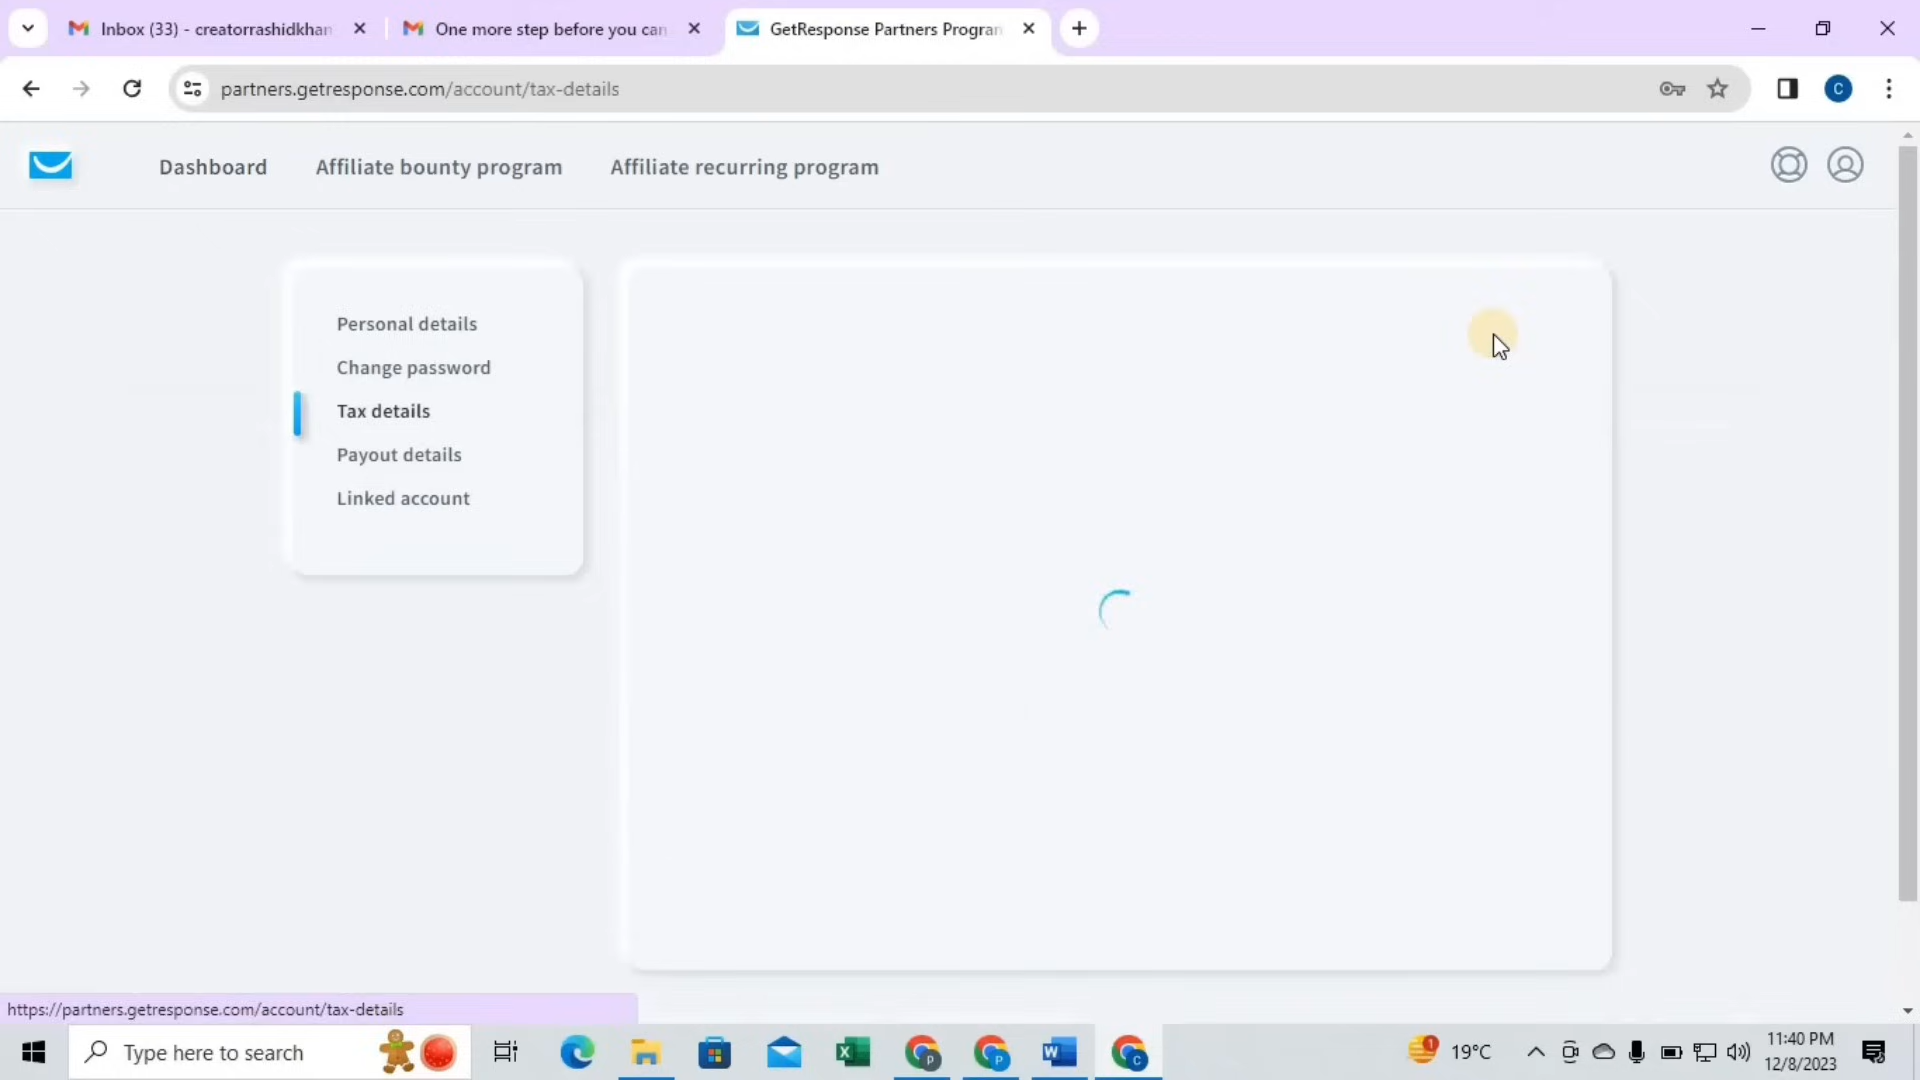 Inbox (33) - creatorrashidkhan
One more step before you can
GetResponse Partners Program
partners.getresponse.com/account/tax-details
C
Dashboard
Affiliate bounty program
Affiliate recurring program
Personal details
Change password
Tax details
Payout details
Linked account
https://partners.getresponse.com/account/tax-details
Type here to search
1
19°C
11:40 PM
12/8/2023